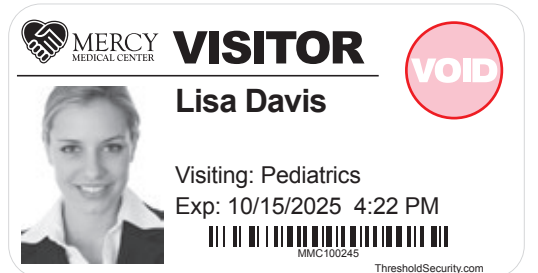 MERCY
MEDICAL CENTER
VISITOR
VOID
Lisa Davis
Visiting: Pediatrics
Exp: 10/15/2025 4:22 PM
MMC100245
ThresholdSecurity.com